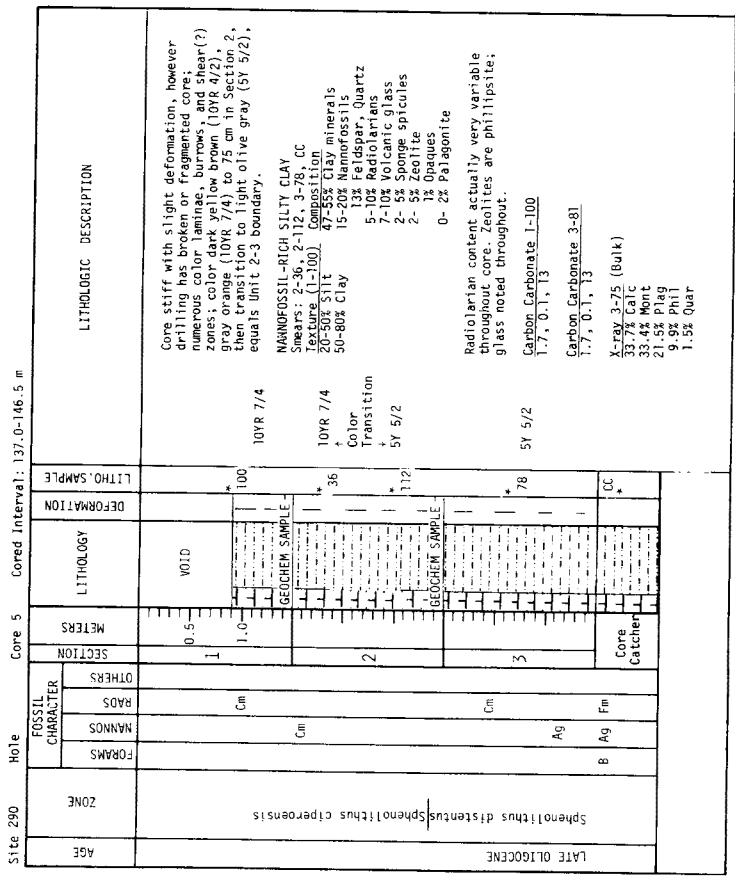 Site 290 Hole Core 5 Cored Interval: 137.0-146.5 m
AGE
ZONE
FOSSIL
CHARACTER
FORAMS
NANNOS
RADS
OTHERS
SECTION
METERS
LITHOLOGY
DEFORMATION
LITHO.SAMPLE
LITHOLOGIC DESCRIPTION
LATE OLIGOCENE
Sphenolithus distentus
Sphenolithus ciperoensis
Cm
Cm
Cm
Ag
B Ag Fm
1
0.5
1.0
2
3
Core
Catcher
VOID
GEOCHEM SAMPLE
GEOCHEM SAMPLE
* 100
* 36
* 112
* 78
CC
*
10YR 7/4
10YR 7/4
↑
Color
Transition
↓
5Y 5/2
5Y 5/2
Core stiff with slight deformation, however
drilling has broken or fragmented core;
numerous color laminae, burrows, and shear(?)
zones; color dark yellow brown (10YR 4/2),
gray orange (10YR 7/4) to 75 cm in Section 2,
then transition to light olive gray (5Y 5/2),
equals Unit 2-3 boundary.
NANNOFOSSIL-RICH SILTY CLAY
Smears: 2-36, 2-112, 3-78, CC
Texture (1-100) Composition
20-50% Silt 47-55% Clay minerals
50-80% Clay 15-20% Nannofossils
13% Feldspar, Quartz
5-10% Radiolarians
7-10% Volcanic glass
2- 5% Sponge spicules
2- 5% Zeolite
1% Opaques
0- 2% Palagonite
Radiolarian content actually very variable
throughout core. Zeolites are phillipsite;
glass noted throughout.
Carbon Carbonate 1-100
1.7, 0.1, 13
Carbon Carbonate 3-81
1.7, 0.1, 13
X-ray 3-75 (Bulk)
33.7% Calc
33.4% Mont
21.5% Plag
9.9% Phil
1.5% Quar